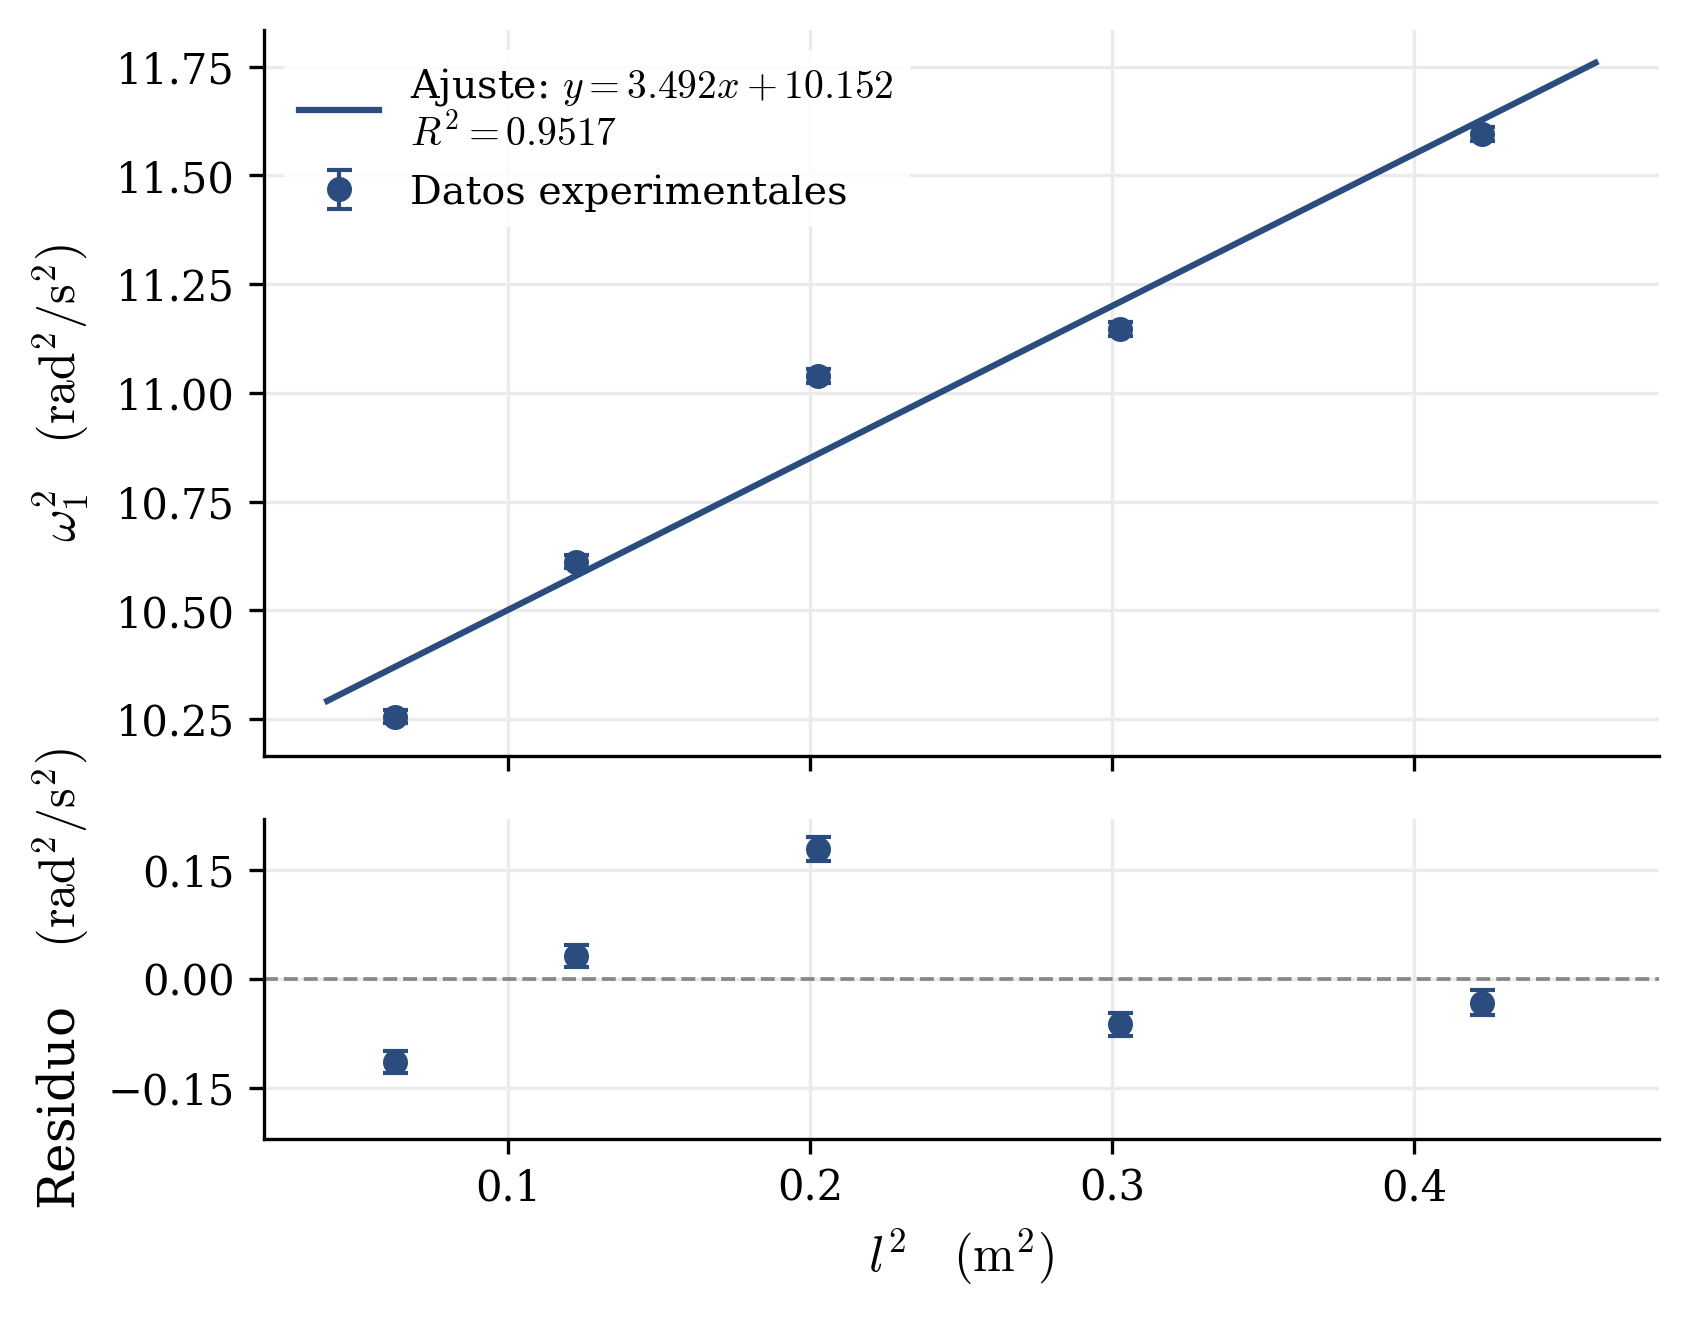 Ajuste: y = 3.492x + 10.152
R² = 0.9517
Datos experimentales
ω₁² (rad²/s²)
11.75
11.50
11.25
11.00
10.75
10.50
10.25
Residuo (rad²/s²)
0.15
0.00
−0.15
0.1 0.2 0.3 0.4
l² (m²)